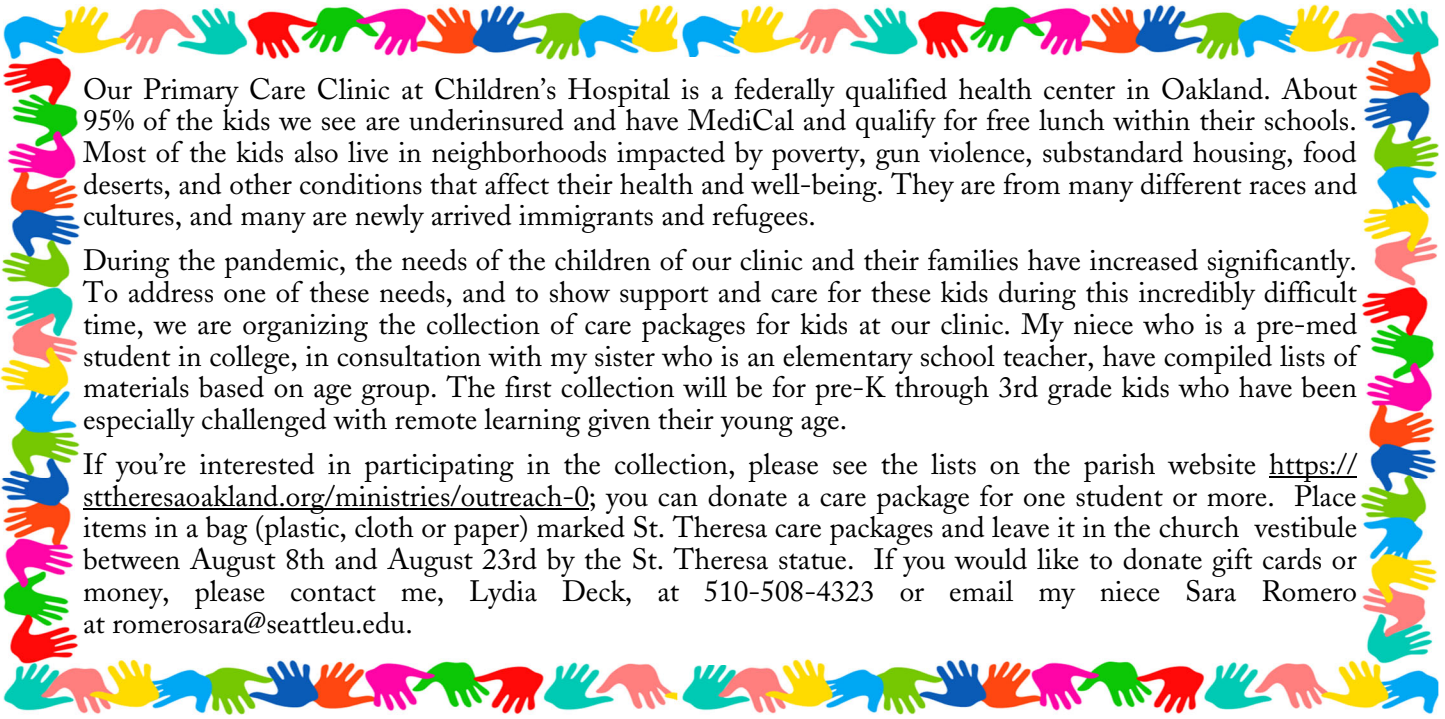 Our Primary Care Clinic at Children’s Hospital is a federally qualified health center in Oakland. About
95% of the kids we see are underinsured and have MediCal and qualify for free lunch within their schools.
Most of the kids also live in neighborhoods impacted by poverty, gun violence, substandard housing, food
deserts, and other conditions that affect their health and well-being. They are from many different races and
cultures, and many are newly arrived immigrants and refugees.
During the pandemic, the needs of the children of our clinic and their families have increased significantly.
To address one of these needs, and to show support and care for these kids during this incredibly difficult
time, we are organizing the collection of care packages for kids at our clinic. My niece who is a pre-med
student in college, in consultation with my sister who is an elementary school teacher, have compiled lists of
materials based on age group. The first collection will be for pre-K through 3rd grade kids who have been
especially challenged with remote learning given their young age.
If you’re interested in participating in the collection, please see the lists on the parish website https://
sttheresaoakland.org/ministries/outreach-0; you can donate a care package for one student or more. Place
items in a bag (plastic, cloth or paper) marked St. Theresa care packages and leave it in the church vestibule
between August 8th and August 23rd by the St. Theresa statue. If you would like to donate gift cards or
money, please contact me, Lydia Deck, at 510-508-4323 or email my niece Sara Romero
at romerosara@seattleu.edu.